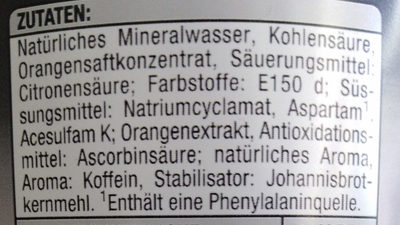 ZUTATEN:
Natürliches Mineralwasser, Kohlensäure,
Orangensaftkonzentrat, Säuerungsmittel:
Citronensäure; Farbstoffe: E150 d; Süs-
sungsmittel: Natriumcyclamat, Aspartam¹,
Acesulfam K; Orangenextrakt, Antioxidations-
mittel: Ascorbinsäure; natürliches Aroma,
Aroma: Koffein, Stabilisator: Johannisbrot-
kernmehl. ¹Enthält eine Phenylalaninquelle.